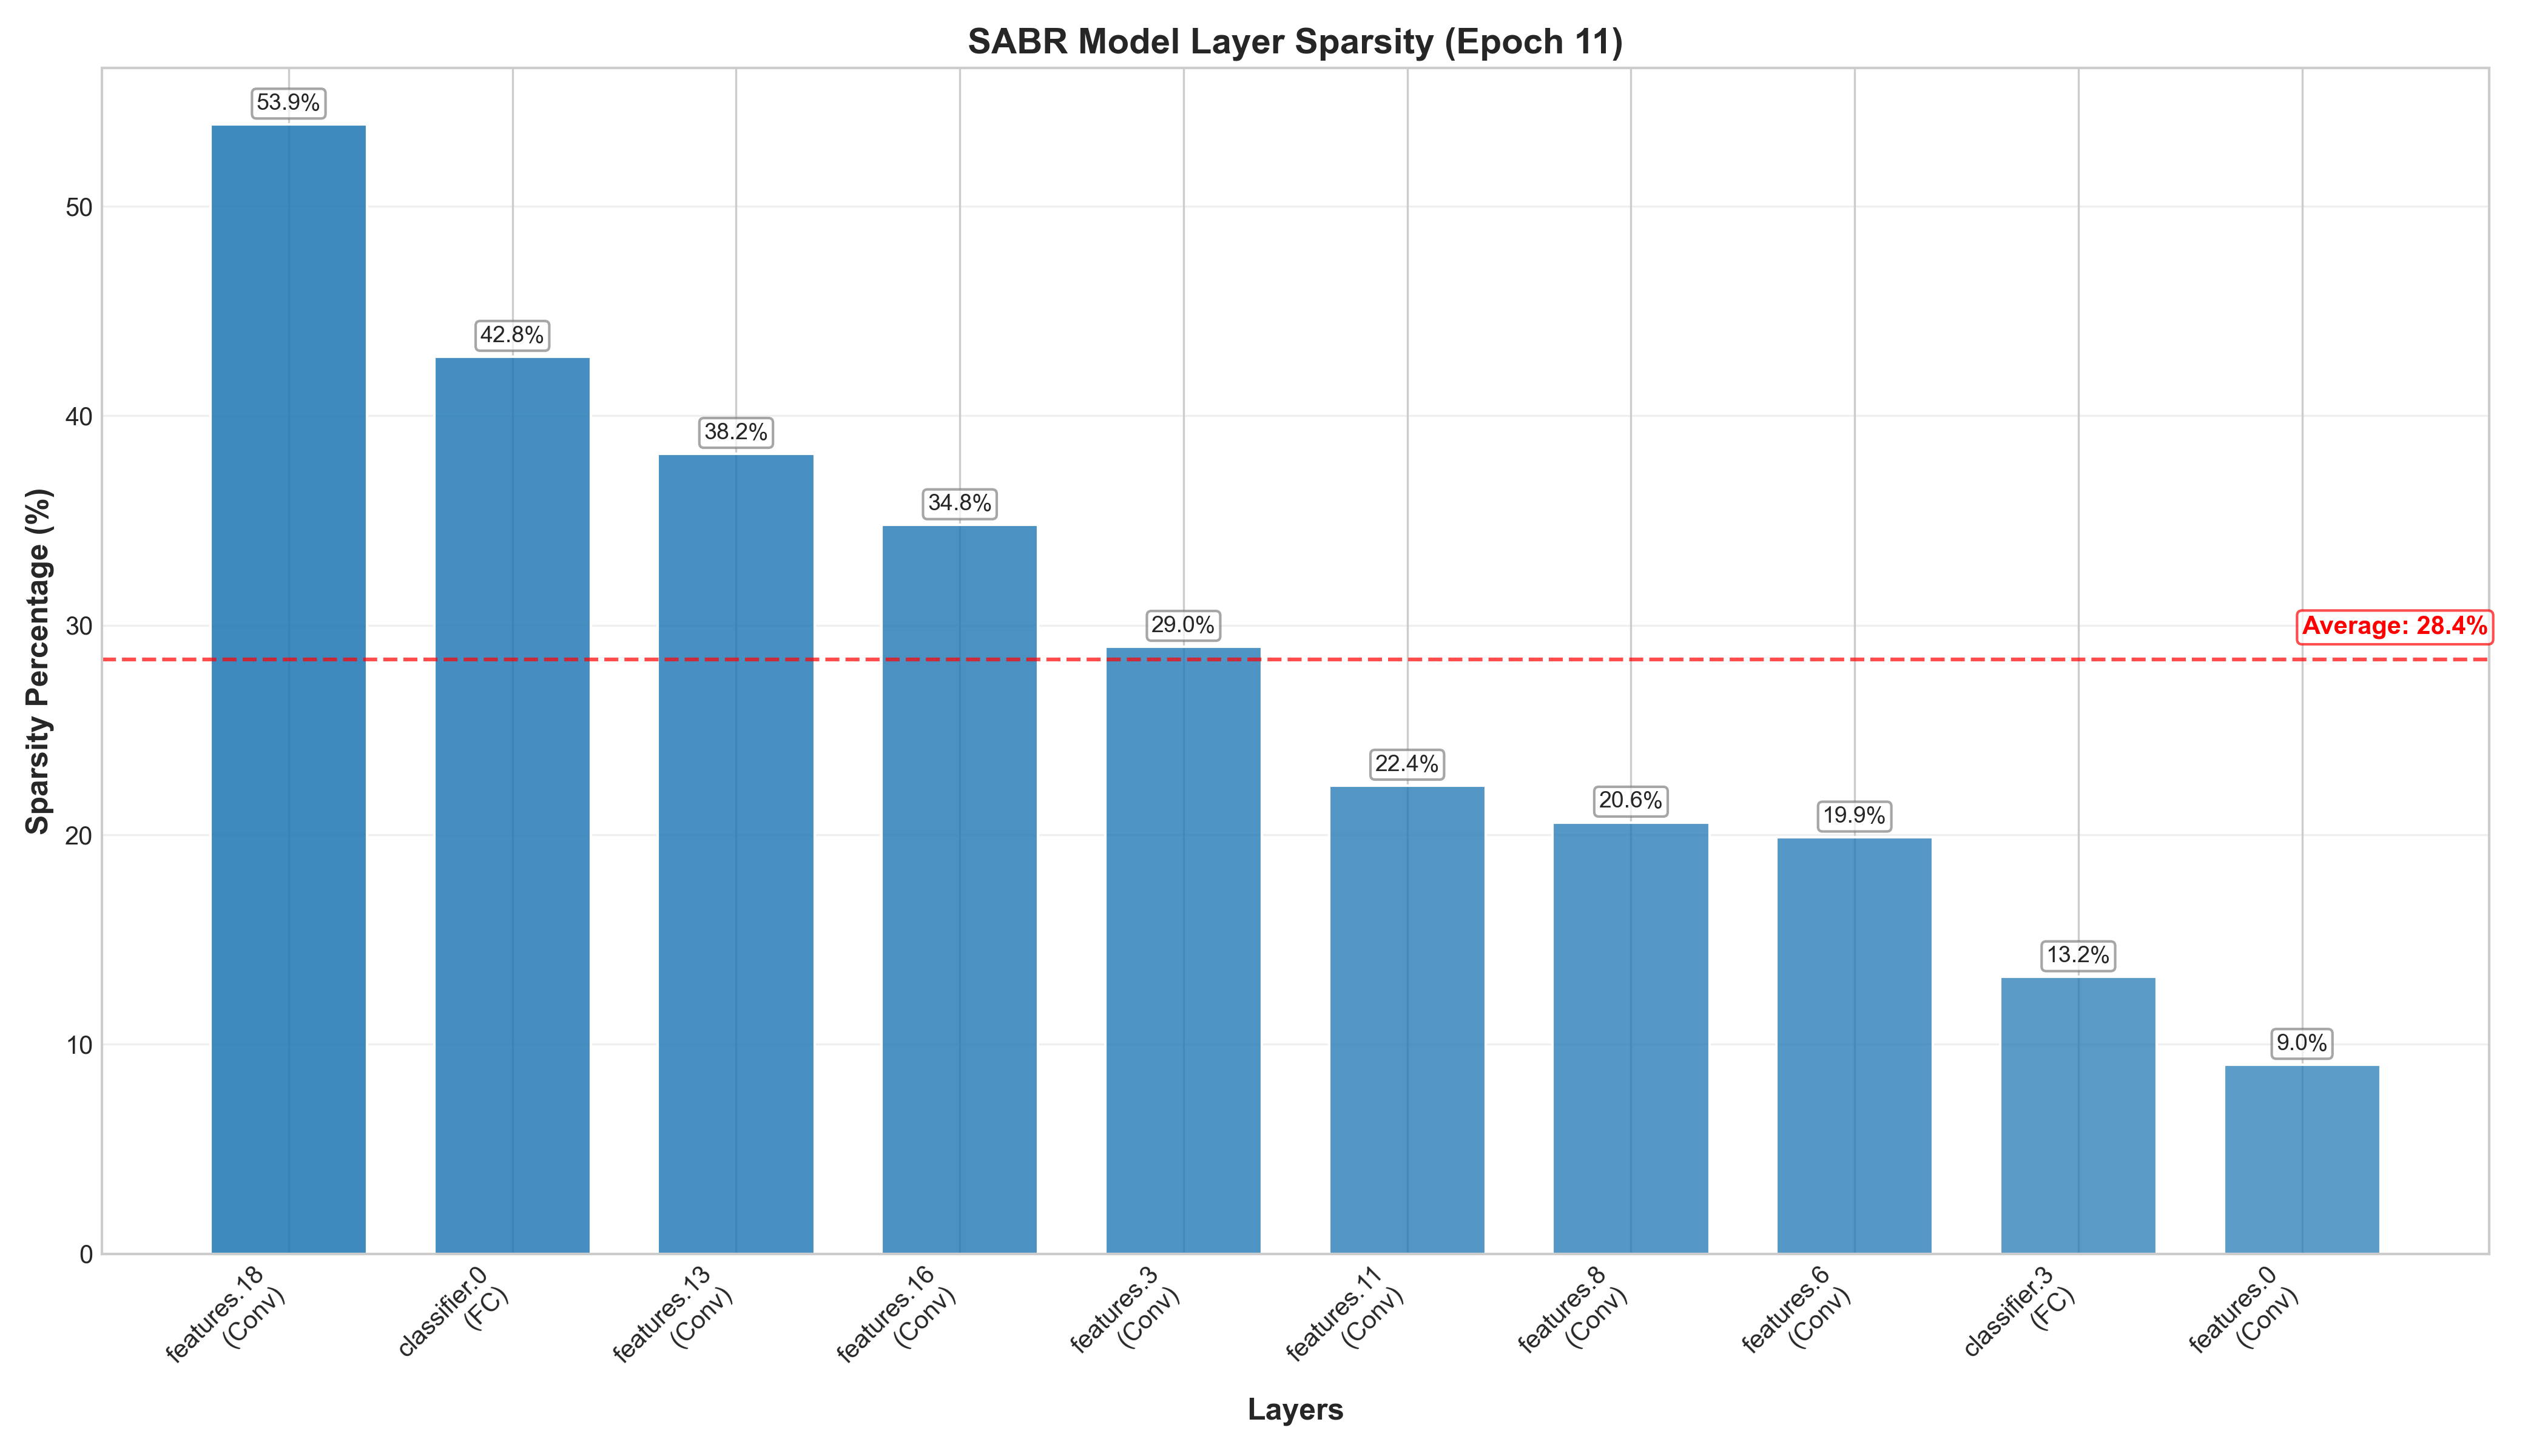 SABR Model Layer Sparsity (Epoch 11)
Sparsity Percentage (%)
50
40
30
20
10
0
53.9%
42.8%
38.2%
34.8%
29.0%
22.4%
20.6%
19.9%
13.2%
9.0%
Average: 28.4%
features.18
(Conv)
classifier.0
(FC)
features.13
(Conv)
features.16
(Conv)
features.3
(Conv)
features.11
(Conv)
features.8
(Conv)
features.6
(Conv)
classifier.3
(FC)
features.0
(Conv)
Layers